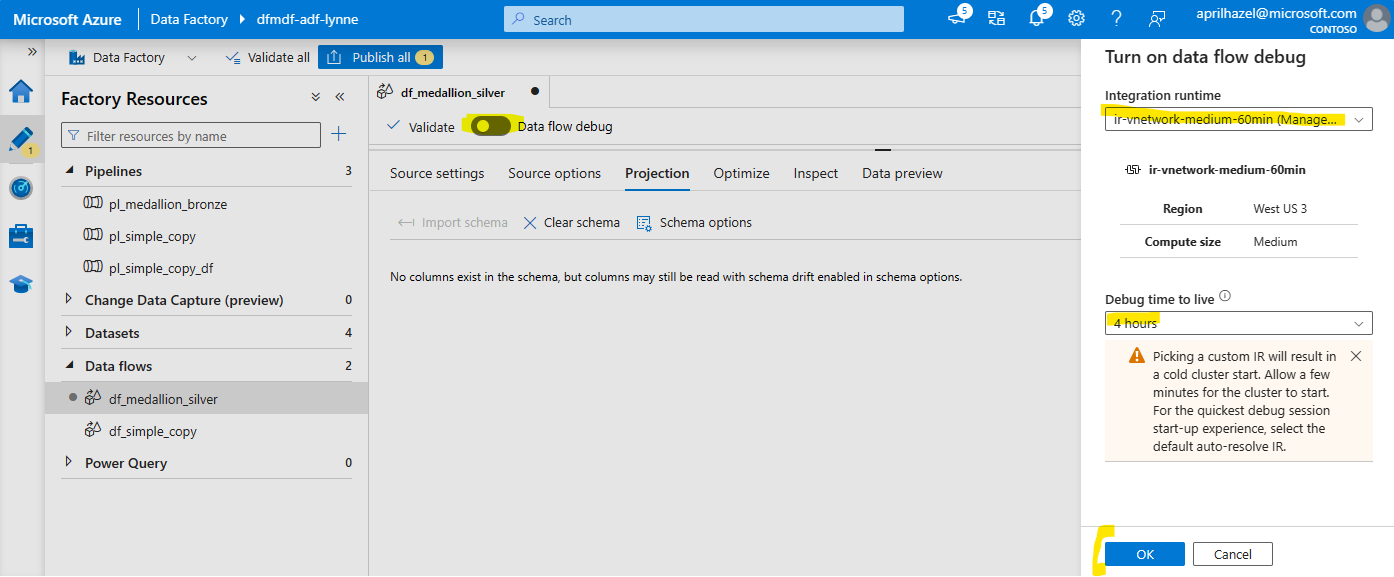 Microsoft Azure
Data Factory
dfmdf-adf-lynne
Search
5
5
aprilhazel@microsoft.com
CONTOSO
Data Factory
Validate all
Publish all 1
1
Factory Resources
Filter resources by name
Pipelines 3
pl_medallion_bronze
pl_simple_copy
pl_simple_copy_df
Change Data Capture (preview) 0
Datasets 4
Data flows 2
df_medallion_silver
df_simple_copy
Power Query 0
df_medallion_silver
Validate
Data flow debug
Source settings
Source options
Projection
Optimize
Inspect
Data preview
Import schema
Clear schema
Schema options
No columns exist in the schema, but columns may still be read with schema drift enabled in schema options.
Turn on data flow debug
Integration runtime
ir-vnetwork-medium-60min (Manage...
ir-vnetwork-medium-60min
Region West US 3
Compute size Medium
Debug time to live
4 hours
Picking a custom IR will result in
a cold cluster start. Allow a few
minutes for the cluster to start.
For the quickest debug session
start-up experience, select the
default auto-resolve IR.
OK
Cancel